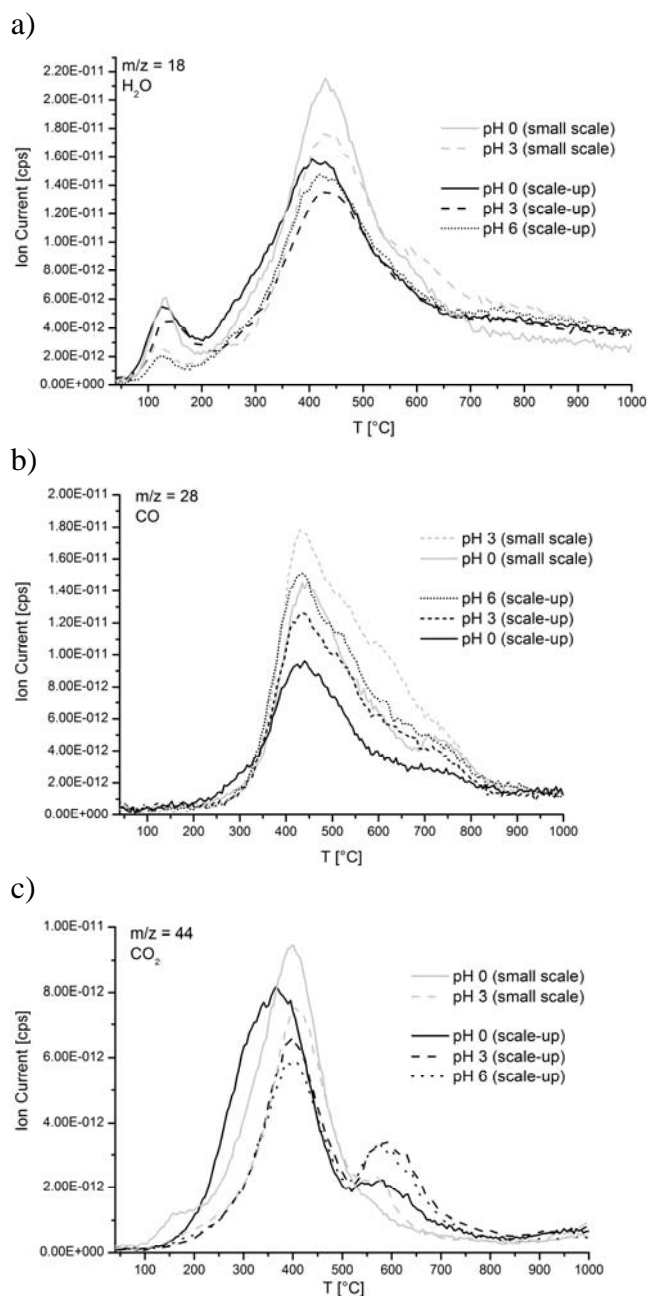 a)
m/z = 18
H₂O
Ion Current [cps]
2.20E-011
2.00E-011
1.80E-011
1.60E-011
1.40E-011
1.20E-011
1.00E-011
8.00E-012
6.00E-012
4.00E-012
2.00E-012
0.00E+000
pH 0 (small scale)
pH 3 (small scale)
pH 0 (scale-up)
pH 3 (scale-up)
pH 6 (scale-up)
100 200 300 400 500 600 700 800 900 1000
T [°C]
b)
m/z = 28
CO
Ion Current [cps]
2.00E-011
1.80E-011
1.60E-011
1.40E-011
1.20E-011
1.00E-011
8.00E-012
6.00E-012
4.00E-012
2.00E-012
0.00E+000
pH 3 (small scale)
pH 0 (small scale)
pH 6 (scale-up)
pH 3 (scale-up)
pH 0 (scale-up)
100 200 300 400 500 600 700 800 900 1000
T [°C]
c)
m/z = 44
CO₂
Ion Current [cps]
1.00E-011
8.00E-012
6.00E-012
4.00E-012
2.00E-012
0.00E+000
pH 0 (small scale)
pH 3 (small scale)
pH 0 (scale-up)
pH 3 (scale-up)
pH 6 (scale-up)
100 200 300 400 500 600 700 800 900 1000
T [°C]